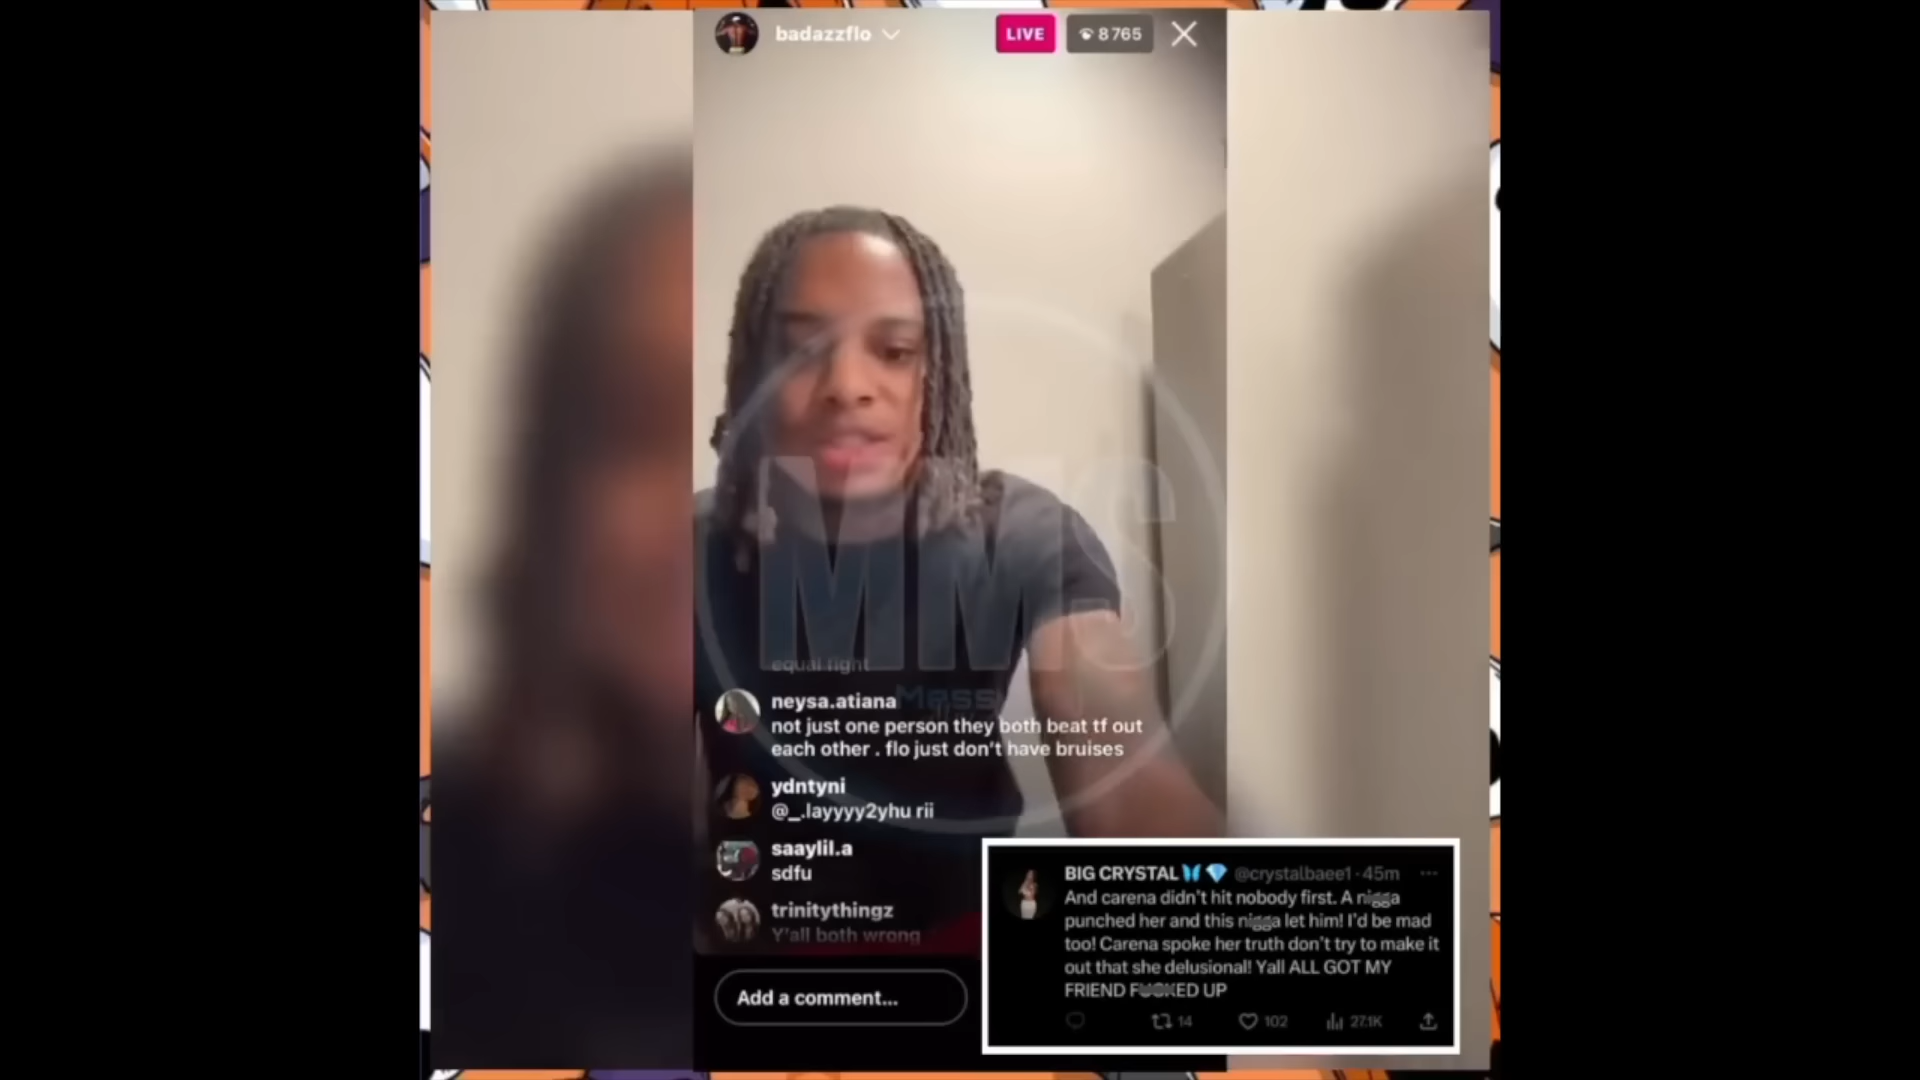 badazzflo
LIVE
8765
MMS
Mess
equal fight
neysa.atiana
not just one person they both beat tf out
each other . flo just don't have bruises
ydntyni
@_.layyyy2yhu rii
saaylil.a
sdfu
trinitythingz
Y'all both wrong
Add a comment...
BIG CRYSTAL🦋💎 @crystalbaee1 · 45m
And carena didn't hit nobody first. A nigga
punched her and this nigga let him! I'd be mad
too! Carena spoke her truth don't try to make it
out that she delusional! Yall ALL GOT MY
FRIEND FUCKED UP
14 102 27.1K